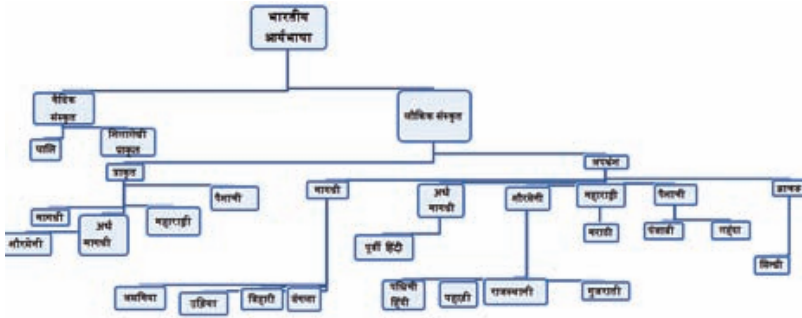 भारतीय
आर्यभाषा
वैदिक
संस्कृत
लौकिक संस्कृत
पालि
शिलालेखी
प्राकृत
प्राकृत
अपभ्रंश
मागधी
अर्ध
मागधी
शौरसेनी
महाराष्ट्री
पैशाची
ब्राचड
पैशाची
मागधी
महाराष्ट्री
शौरसेनी
अर्ध
मागधी
पूर्वी हिंदी
मराठी
पंजाबी
लहंदा
सिन्धी
असमिया
उड़िया
बिहारी
बंगला
पश्चिमी
हिंदी
पहाड़ी
राजस्थानी
गुजराती